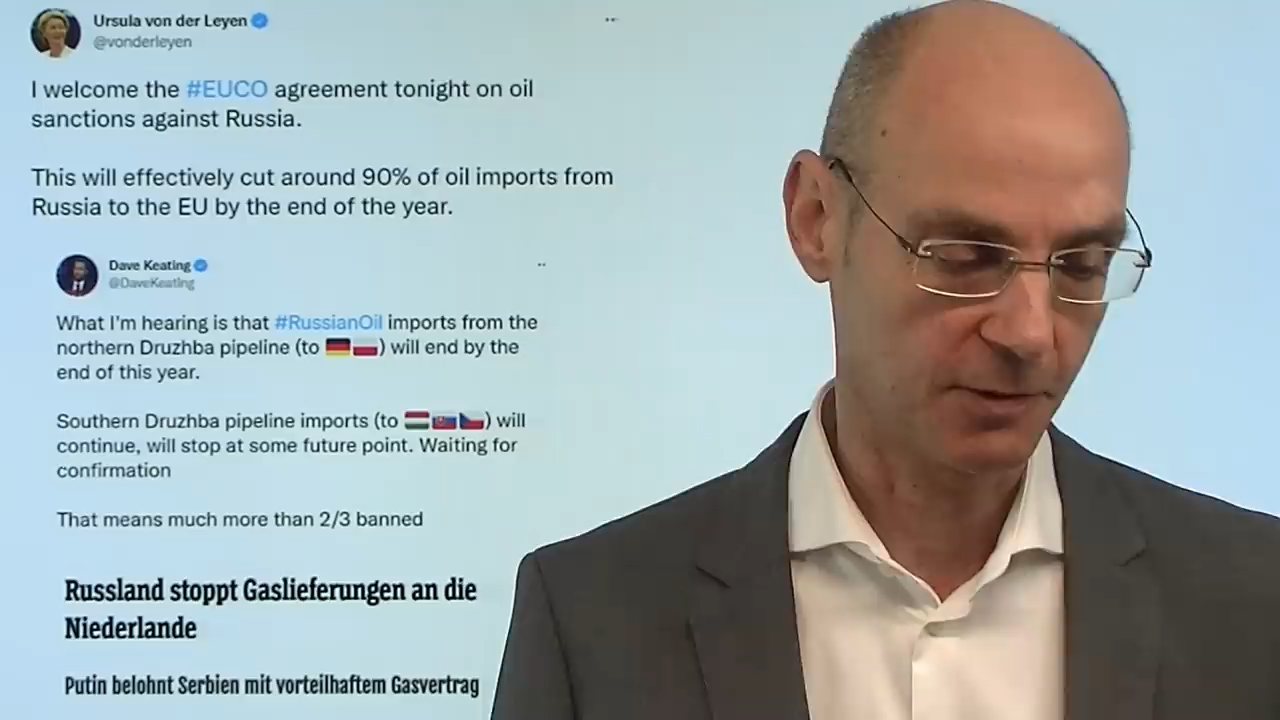 Ursula von der Leyen
@vonderleyen
I welcome the #EUCO agreement tonight on oil
sanctions against Russia.
This will effectively cut around 90% of oil imports from
Russia to the EU by the end of the year.
Dave Keating
@DaveKeating
What I'm hearing is that #RussianOil imports from the
northern Druzhba pipeline (to 🇩🇪🇵🇱) will end by the
end of this year.
Southern Druzhba pipeline imports (to 🇭🇺🇸🇰🇨🇿) will
continue, will stop at some future point. Waiting for
confirmation
That means much more than 2/3 banned
Russland stoppt Gaslieferungen an die
Niederlande
Putin belohnt Serbien mit vorteilhaftem Gasvertrag